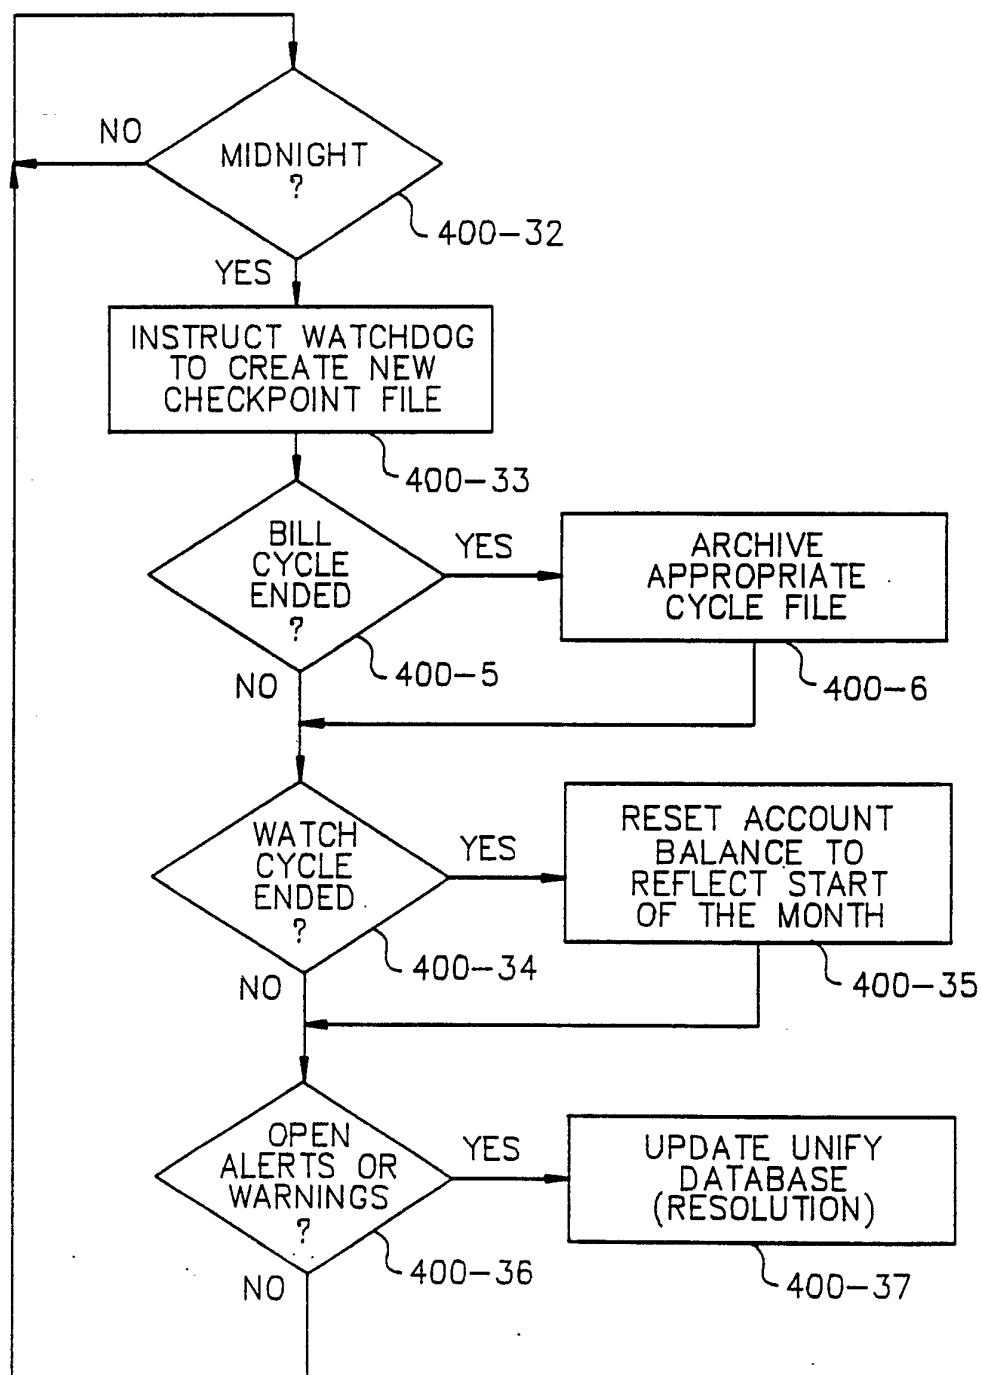 NO
MIDNIGHT
?
400-32
YES
INSTRUCT WATCHDOG
TO CREATE NEW
CHECKPOINT FILE
400-33
BILL
CYCLE
ENDED
?
YES
ARCHIVE
APPROPRIATE
CYCLE FILE
400-5
400-6
NO
WATCH
CYCLE
ENDED
?
YES
RESET ACCOUNT
BALANCE TO
REFLECT START
OF THE MONTH
400-34
400-35
NO
OPEN
ALERTS OR
WARNINGS
?
YES
UPDATE UNIFY
DATABASE
(RESOLUTION)
400-36
400-37
NO